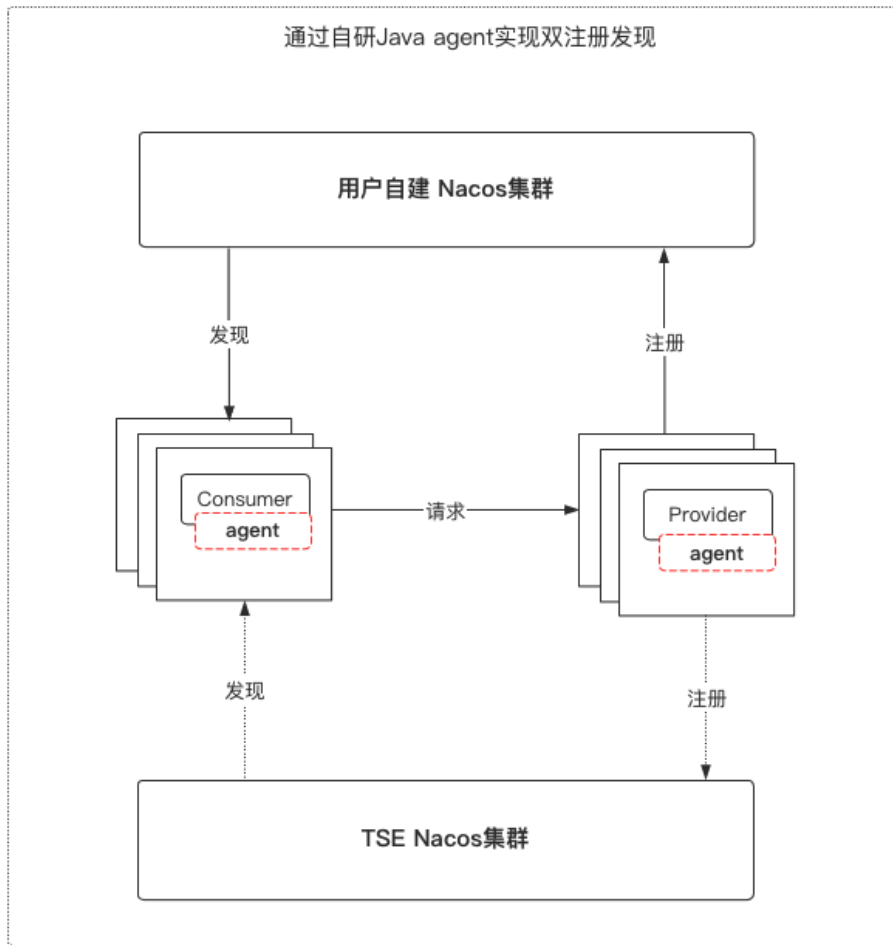 通过自研Java agent实现双注册发现
用户自建 Nacos集群
发现
注册
Consumer
agent
请求
Provider
agent
发现
注册
TSE Nacos集群